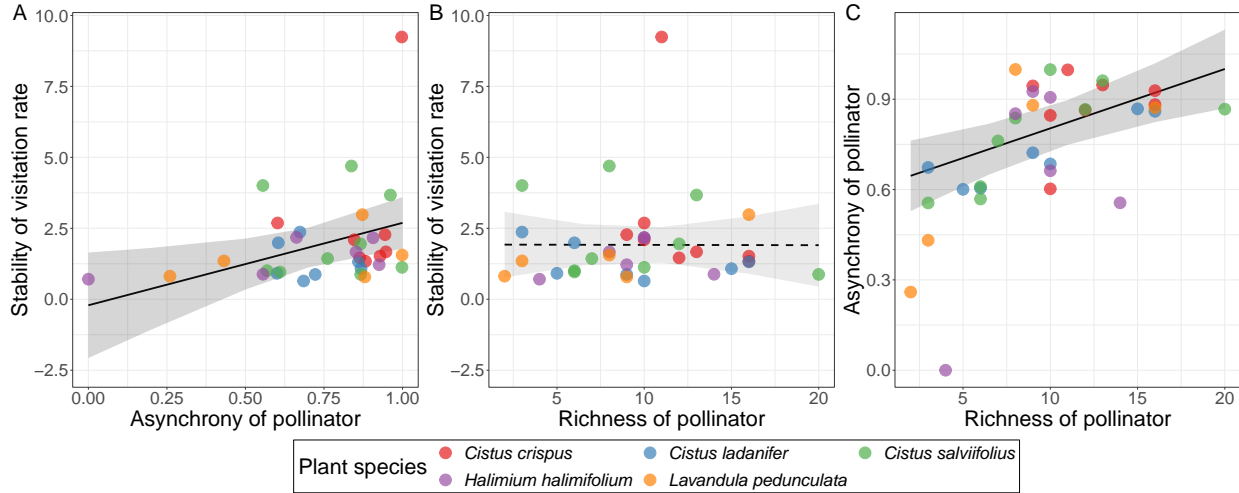 A
B
C
Stability of visitation rate
10.0
7.5
5.0
2.5
0.0
−2.5
0.00
0.25
0.50
0.75
1.00
Asynchrony of pollinator
Stability of visitation rate
10.0
7.5
5.0
2.5
0.0
−2.5
5
10
15
20
Richness of pollinator
Asynchrony of pollinator
0.9
0.6
0.3
0.0
5
10
15
20
Richness of pollinator
Plant species
Cistus crispus
Cistus ladanifer
Cistus salviifolius
Halimium halimifolium
Lavandula pedunculata